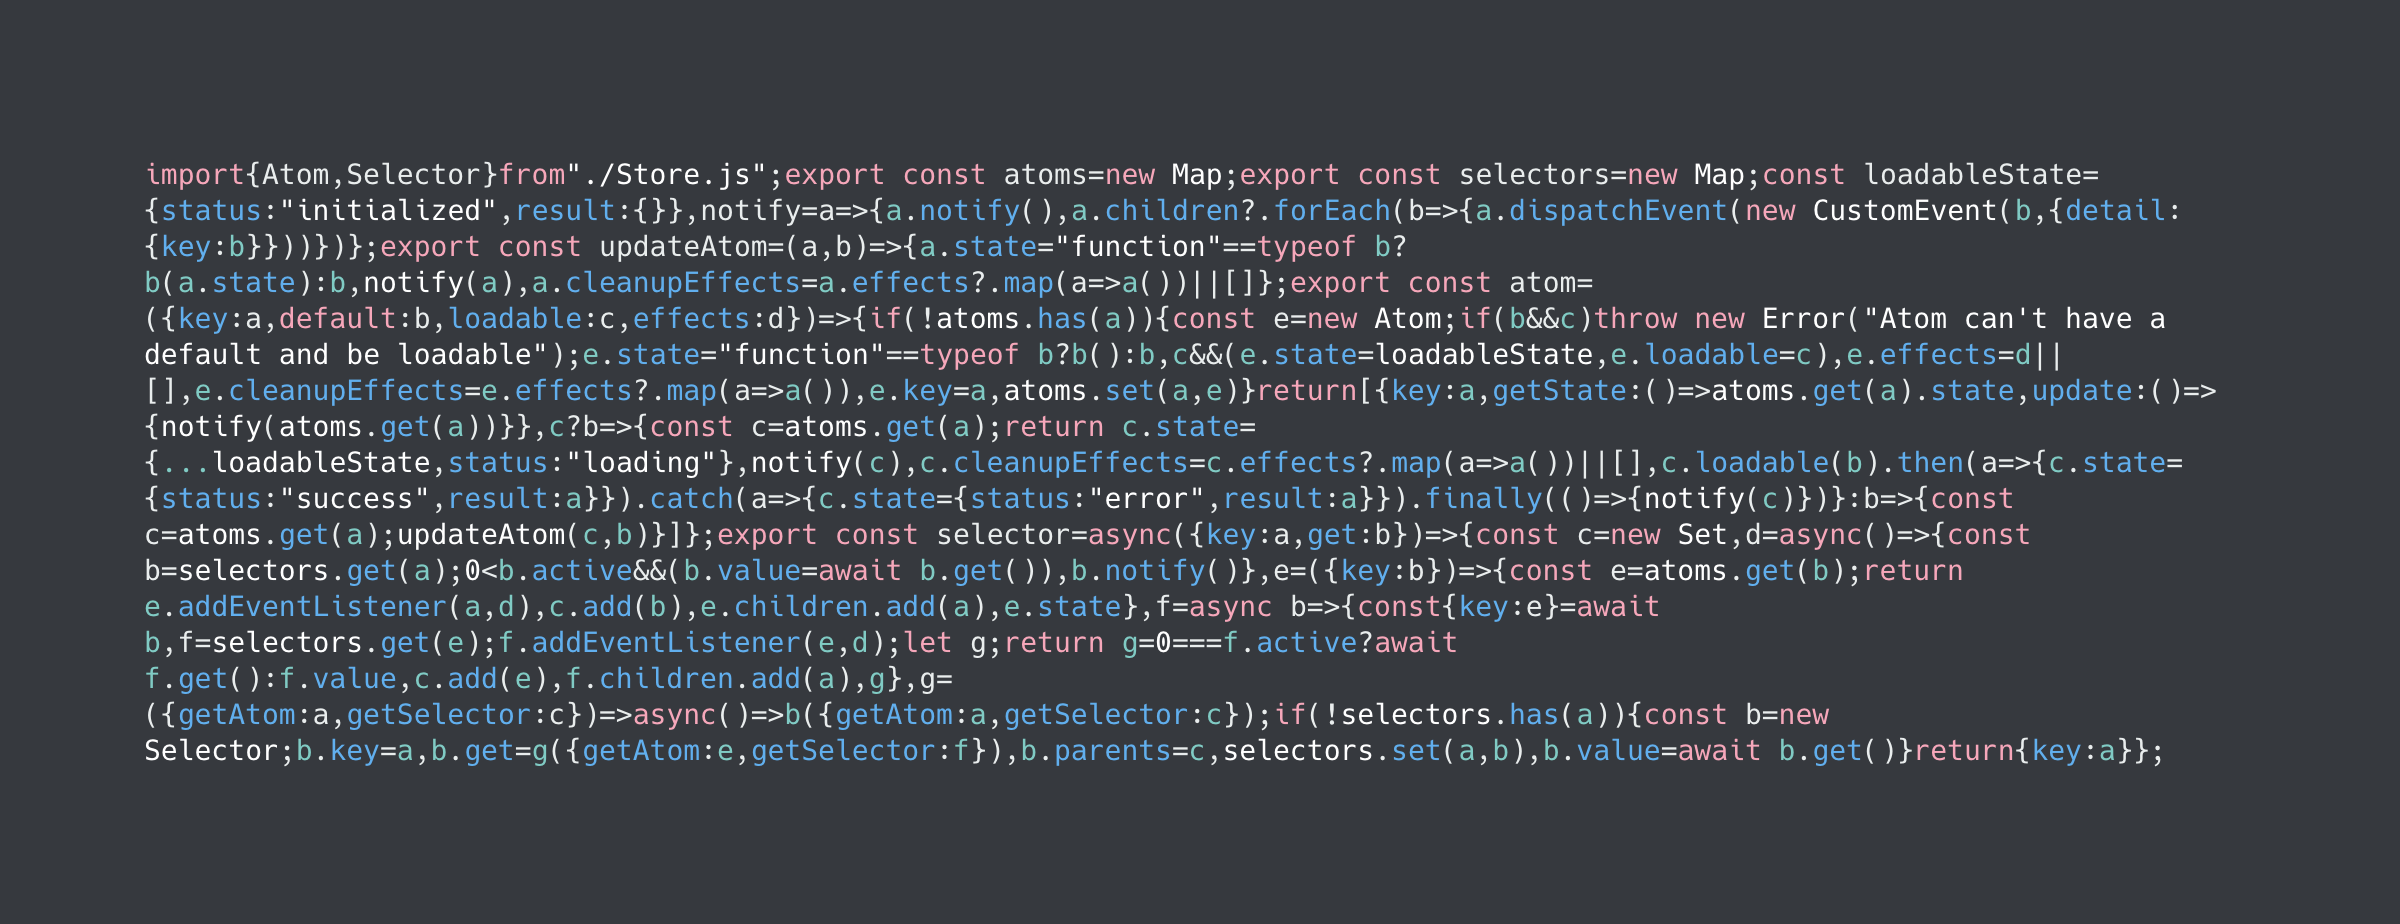 import{Atom,Selector}from"./Store.js";export const atoms=new Map;export const selectors=new Map;const loadableState=
{status:"initialized",result:{}},notify=a=>{a.notify(),a.children?.forEach(b=>{a.dispatchEvent(new CustomEvent(b,{detail:
{key:b}}))})};export const updateAtom=(a,b)=>{a.state="function"==typeof b?
b(a.state):b,notify(a),a.cleanupEffects=a.effects?.map(a=>a())||[]};export const atom=
({key:a,default:b,loadable:c,effects:d})=>{if(!atoms.has(a)){const e=new Atom;if(b&&c)throw new Error("Atom can't have a
default and be loadable");e.state="function"==typeof b?b():b,c&&(e.state=loadableState,e.loadable=c),e.effects=d||
[],e.cleanupEffects=e.effects?.map(a=>a()),e.key=a,atoms.set(a,e)}return[{key:a,getState:()=>atoms.get(a).state,update:()=>
{notify(atoms.get(a))}},c?b=>{const c=atoms.get(a);return c.state=
{...loadableState,status:"loading"},notify(c),c.cleanupEffects=c.effects?.map(a=>a())||[],c.loadable(b).then(a=>{c.state=
{status:"success",result:a}}).catch(a=>{c.state={status:"error",result:a}}).finally(()=>{notify(c)})}:b=>{const
c=atoms.get(a);updateAtom(c,b)}]};export const selector=async({key:a,get:b})=>{const c=new Set,d=async()=>{const
b=selectors.get(a);0<b.active&&(b.value=await b.get()),b.notify()},e=({key:b})=>{const e=atoms.get(b);return
e.addEventListener(a,d),c.add(b),e.children.add(a),e.state},f=async b=>{const{key:e}=await
b,f=selectors.get(e);f.addEventListener(e,d);let g;return g=0===f.active?await
f.get():f.value,c.add(e),f.children.add(a),g},g=
({getAtom:a,getSelector:c})=>async()=>b({getAtom:a,getSelector:c});if(!selectors.has(a)){const b=new
Selector;b.key=a,b.get=g({getAtom:e,getSelector:f}),b.parents=c,selectors.set(a,b),b.value=await b.get()}return{key:a}};